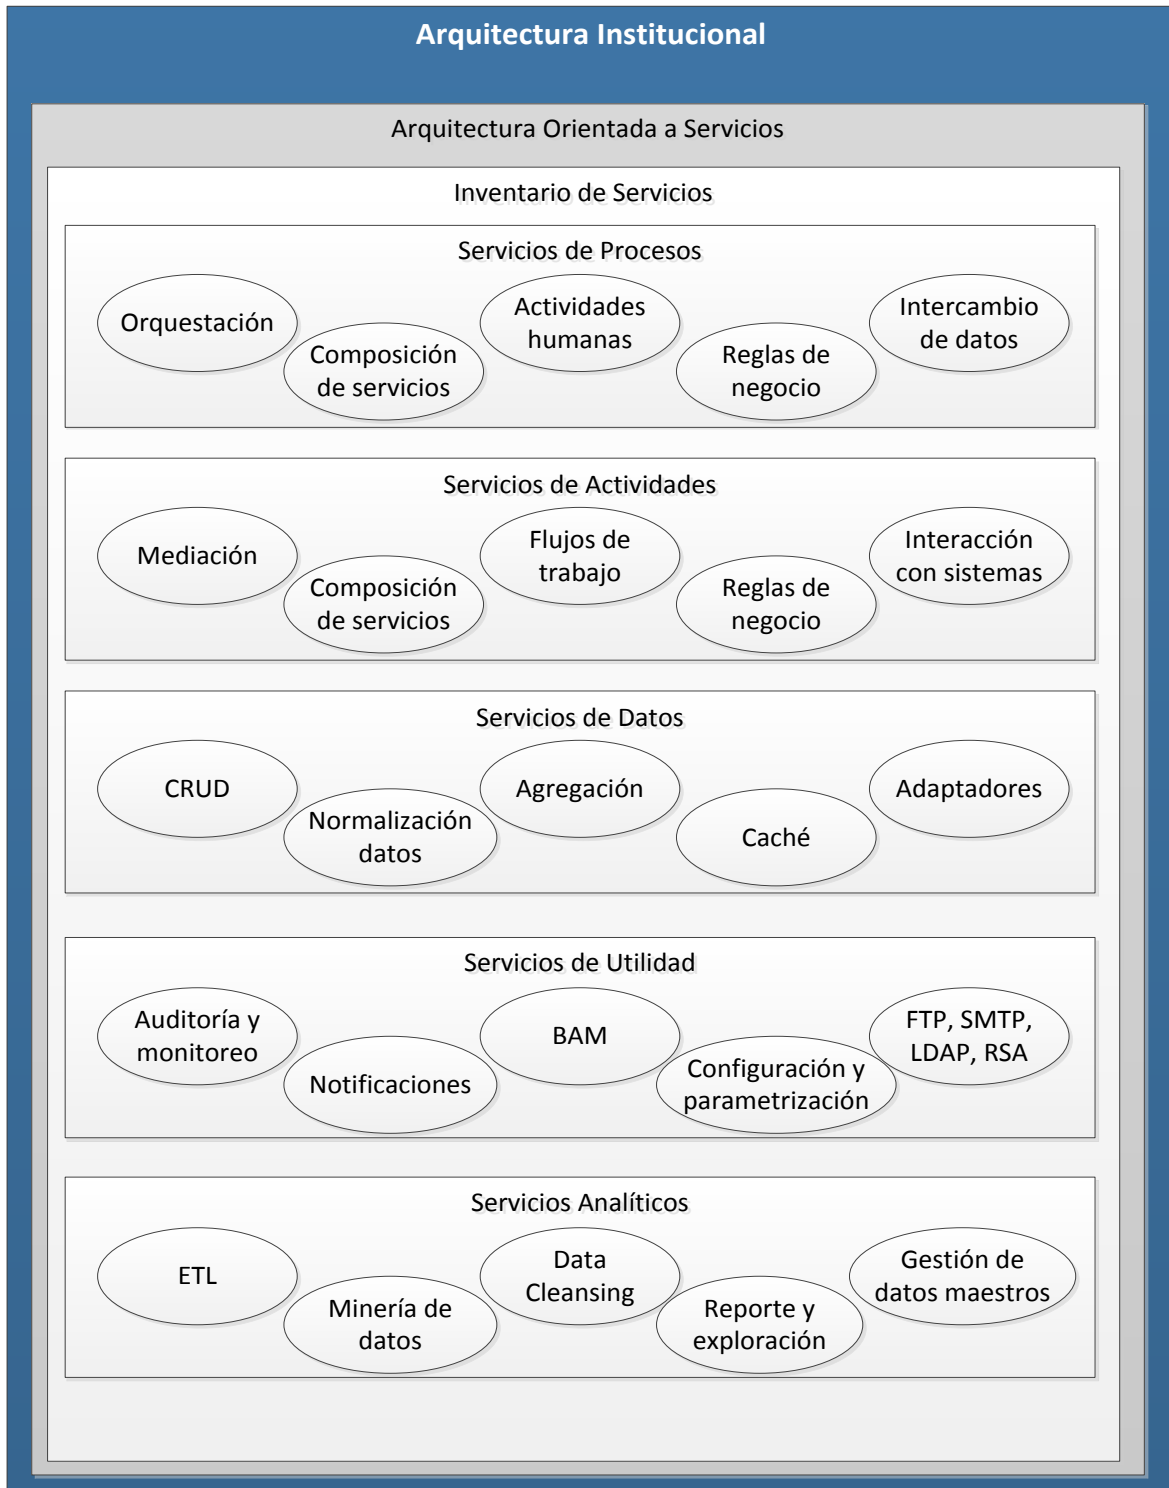 Arquitectura Institucional
Arquitectura Orientada a Servicios
Inventario de Servicios
Servicios de Procesos
Orquestación
Composición
de servicios
Actividades
humanas
Reglas de
negocio
Intercambio
de datos
Servicios de Actividades
Mediación
Composición
de servicios
Flujos de
trabajo
Reglas de
negocio
Interacción
con sistemas
Servicios de Datos
CRUD
Normalización
datos
Agregación
Caché
Adaptadores
Servicios de Utilidad
Auditoría y
monitoreo
Notificaciones
BAM
Configuración y
parametrización
FTP, SMTP,
LDAP, RSA
Servicios Analíticos
ETL
Minería de
datos
Data
Cleansing
Reporte y
exploración
Gestión de
datos maestros